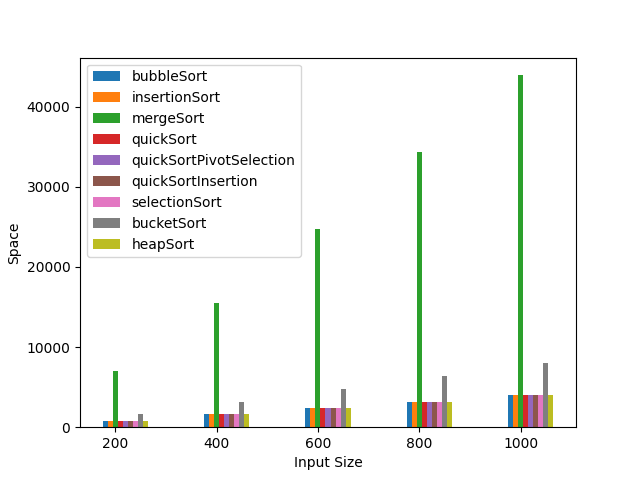 bubbleSort
insertionSort
mergeSort
quickSort
quickSortPivotSelection
quickSortInsertion
selectionSort
bucketSort
heapSort
40000
30000
20000
10000
0
Space
200 400 600 800 1000
Input Size